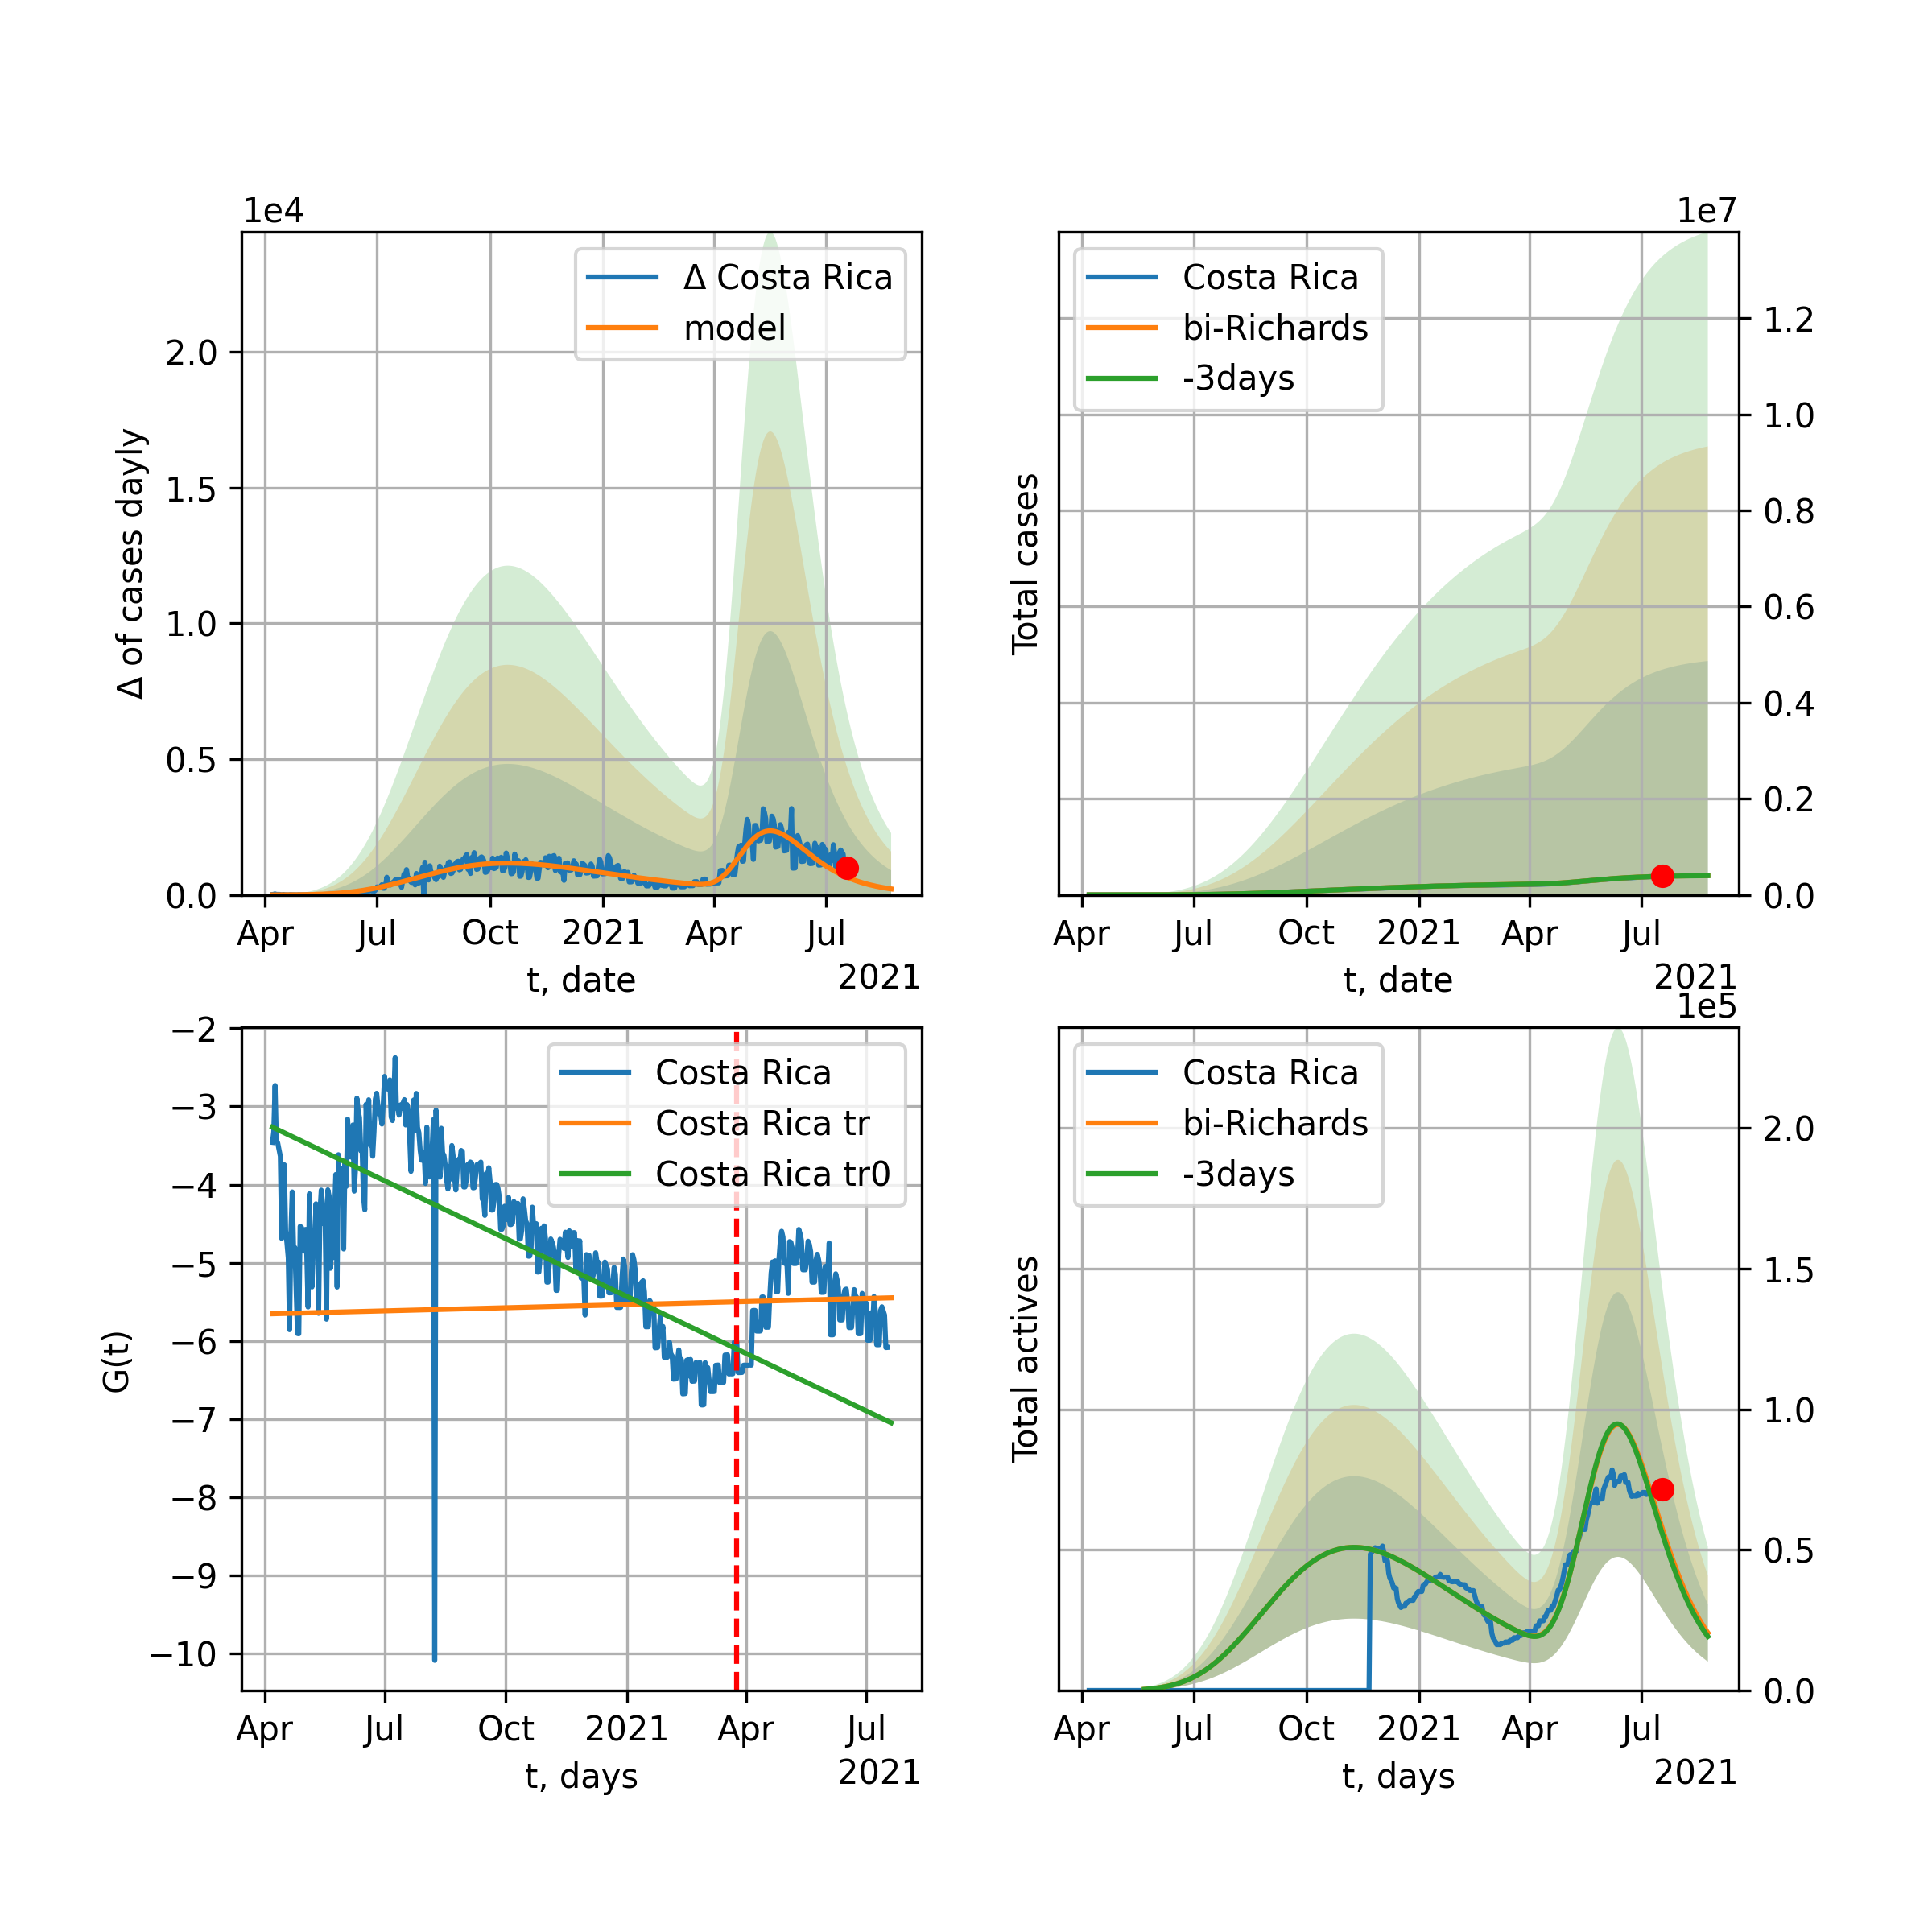 1e4
Δ Costa Rica
model
2.0
1.5
1.0
0.5
0.0
Δ of cases dayly
Apr Jul Oct 2021 Apr Jul
t, date
2021
1e7
Costa Rica
bi-Richards
-3days
1.2
1.0
0.8
0.6
0.4
0.2
0.0
Total cases
Apr Jul Oct 2021 Apr Jul
t, date
2021
−2
−3
−4
−5
−6
−7
−8
−9
−10
G(t)
Costa Rica
Costa Rica tr
Costa Rica tr0
Apr Jul Oct 2021 Apr Jul
t, days
2021
1e5
Costa Rica
bi-Richards
-3days
2.0
1.5
1.0
0.5
0.0
Total actives
Apr Jul Oct 2021 Apr Jul
t, days
2021